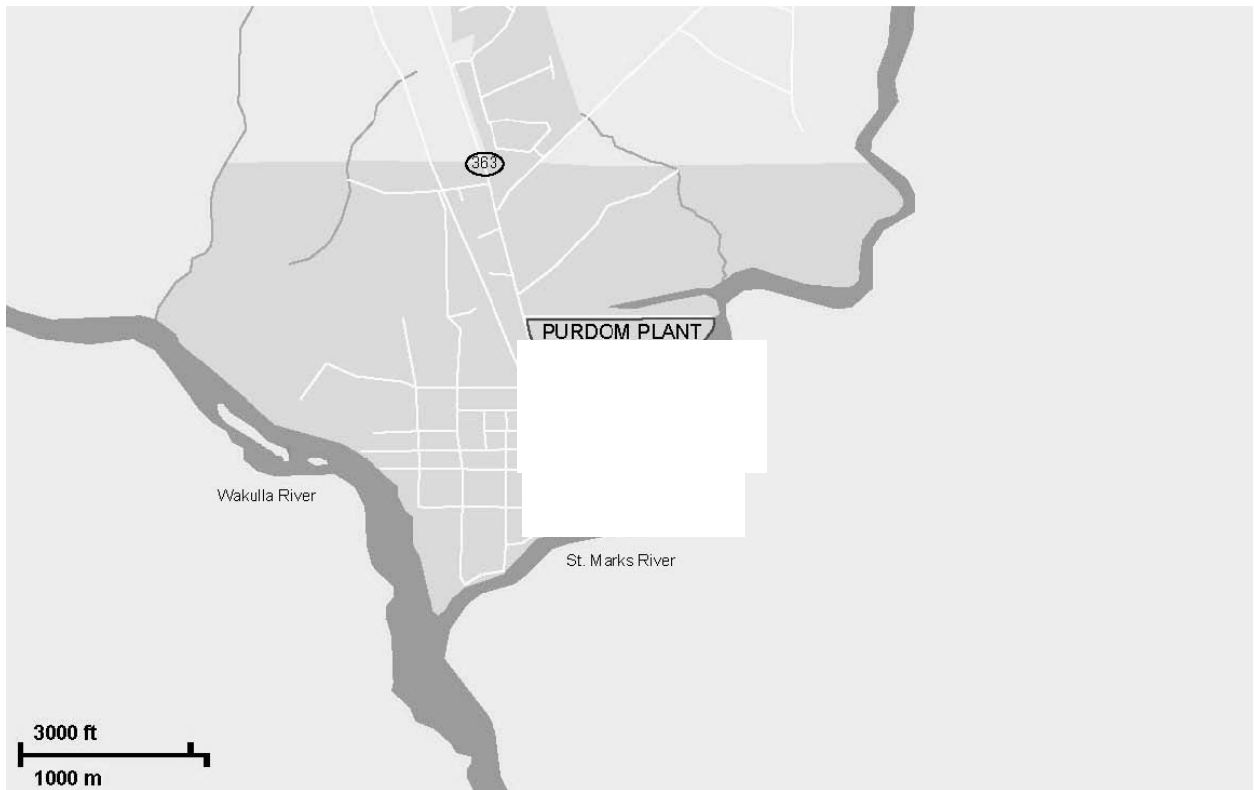 363
PURDOM PLANT
Wakulla River
St. Marks River
3000 ft
1000 m